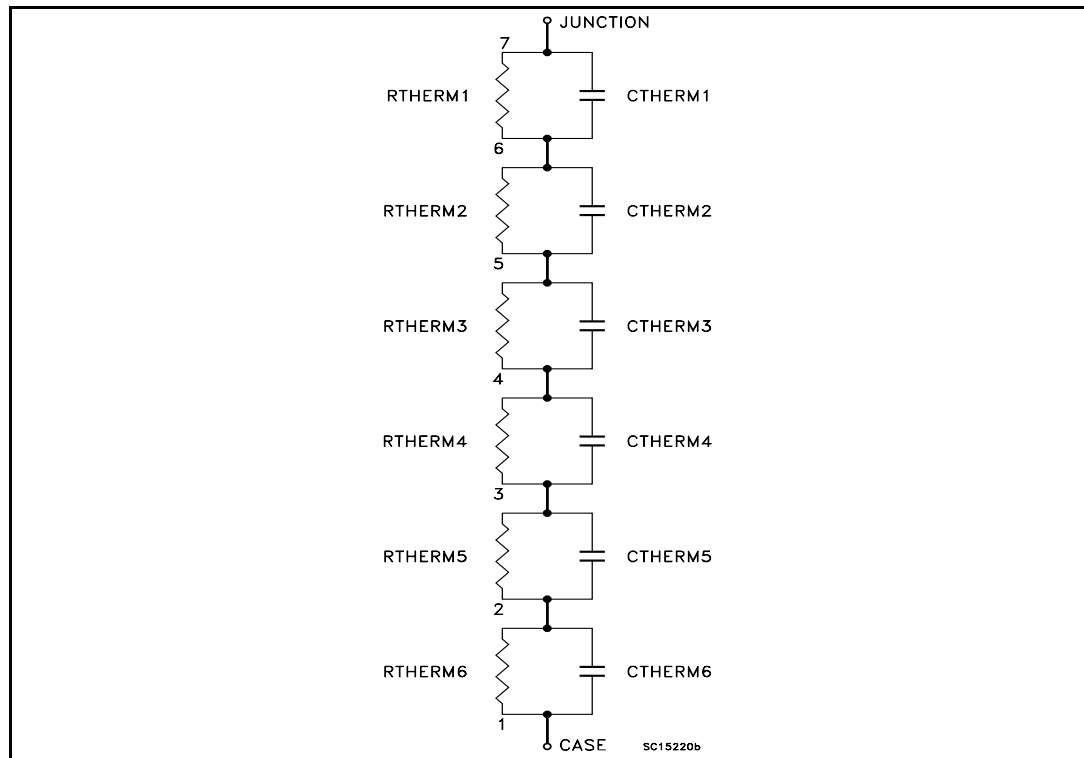 JUNCTION
7
RTHERM1 CTHERM1
6
RTHERM2 CTHERM2
5
RTHERM3 CTHERM3
4
RTHERM4 CTHERM4
3
RTHERM5 CTHERM5
2
RTHERM6 CTHERM6
1
CASE SC15220b